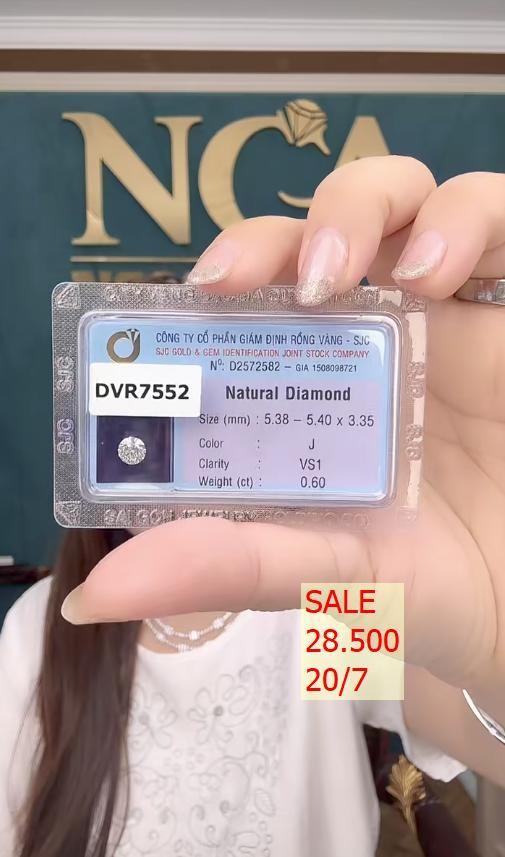 NCA
SJC
CÔNG TY CỔ PHẦN GIÁM ĐỊNH RỒNG VÀNG - SJC
SJC GOLD & GEM IDENTIFICATION JOINT STOCK COMPANY
Nº: D2572582 - GIA 1508098721
DVR7552
Natural Diamond
Size (mm) : 5.38 – 5.40 x 3.35
Color : J
Clarity : VS1
Weight (ct) : 0.60
SJC
SJC
SJC
SALE
28.500
20/7